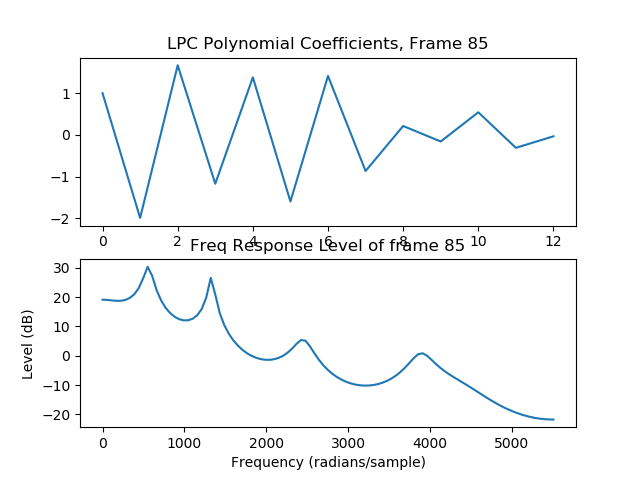 LPC Polynomial Coefficients, Frame 85
1
0
−1
−2
0 2 4 6 8 10 12
Freq Response Level of frame 85
30
20
10
0
−10
−20
Level (dB)
0 1000 2000 3000 4000 5000
Frequency (radians/sample)